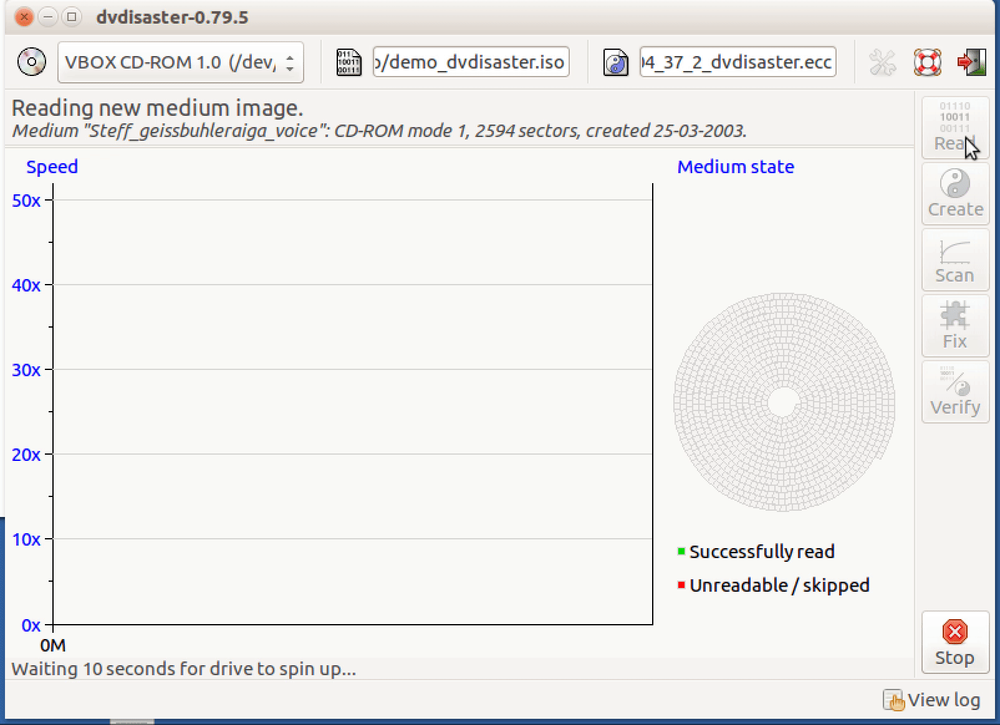 dvdisaster-0.79.5
VBOX CD-ROM 1.0 (/dev,
/demo_dvdisaster.iso
4_37_2_dvdisaster.ecc
Reading new medium image.
Medium "Steff_geissbuhleraiga_voice": CD-ROM mode 1, 2594 sectors, created 25-03-2003.
Speed
Medium state
50x
40x
30x
20x
10x
0x
0M
Successfully read
Unreadable / skipped
Waiting 10 seconds for drive to spin up...
01110
10011
00111
Read
Create
Scan
Fix
Verify
Stop
View log